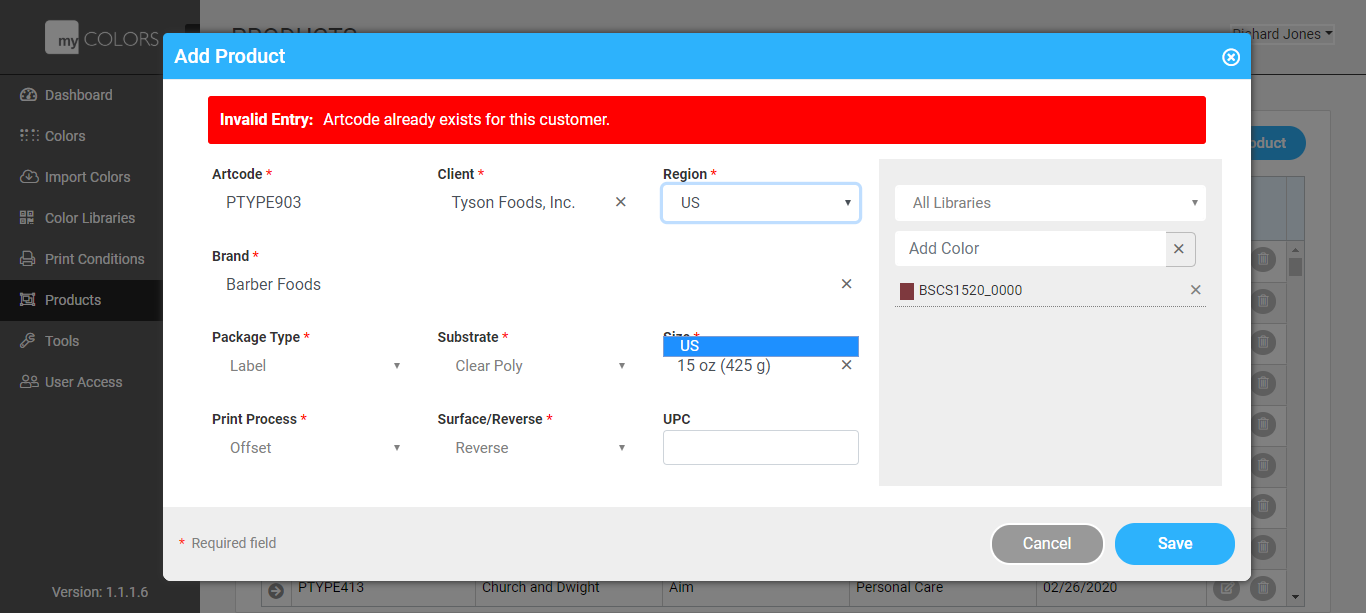 my COLORS
PRODUCTS
Richard Jones
Dashboard
Colors
Import Colors
Color Libraries
Print Conditions
Products
Tools
User Access
Version: 1.1.1.6
Add Product
Invalid Entry: Artcode already exists for this customer.
Artcode * Client * Region *
PTYPE903 Tyson Foods, Inc. US
Brand *
Barber Foods
Package Type * Substrate * Size *
US
Label Clear Poly 15 oz (425 g)
Print Process * Surface/Reverse * UPC
Offset Reverse
All Libraries
Add Color
BSCS1520_0000
* Required field
Cancel Save
PTYPE413 Church and Dwight Aim Personal Care 02/26/2020